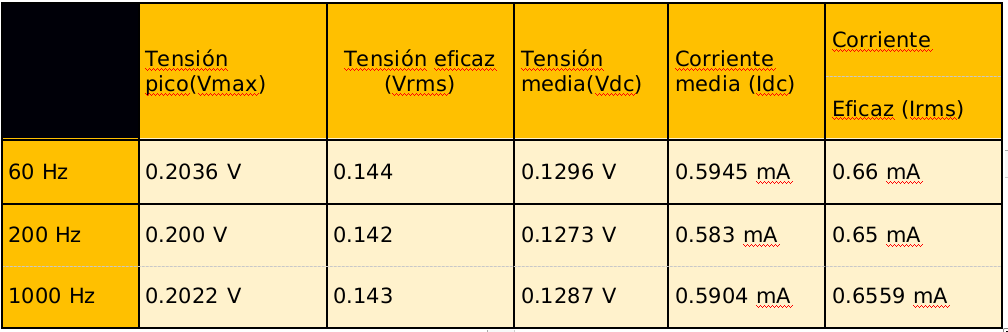 Tensión pico(Vmax)
Tensión eficaz (Vrms)
Tensión media(Vdc)
Corriente media (Idc)
Corriente
Eficaz (Irms)
60 Hz 0.2036 V 0.144 0.1296 V 0.5945 mA 0.66 mA
200 Hz 0.200 V 0.142 0.1273 V 0.583 mA 0.65 mA
1000 Hz 0.2022 V 0.143 0.1287 V 0.5904 mA 0.6559 mA